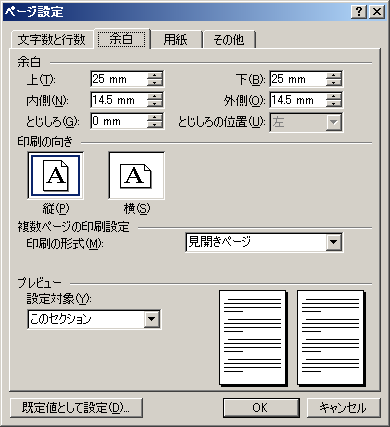 ページ設定
文字数と行数 余白 用紙 その他
余白
上(T): 25 mm 下(B): 25 mm
内側(N): 14.5 mm 外側(O): 14.5 mm
とじしろ(G): 0 mm とじしろの位置(U): 左
印刷の向き
A A
縦(P) 横(S)
複数ページの印刷設定
印刷の形式(M): 見開きページ
プレビュー
設定対象(Y):
このセクション
既定値として設定(D)... OK キャンセル